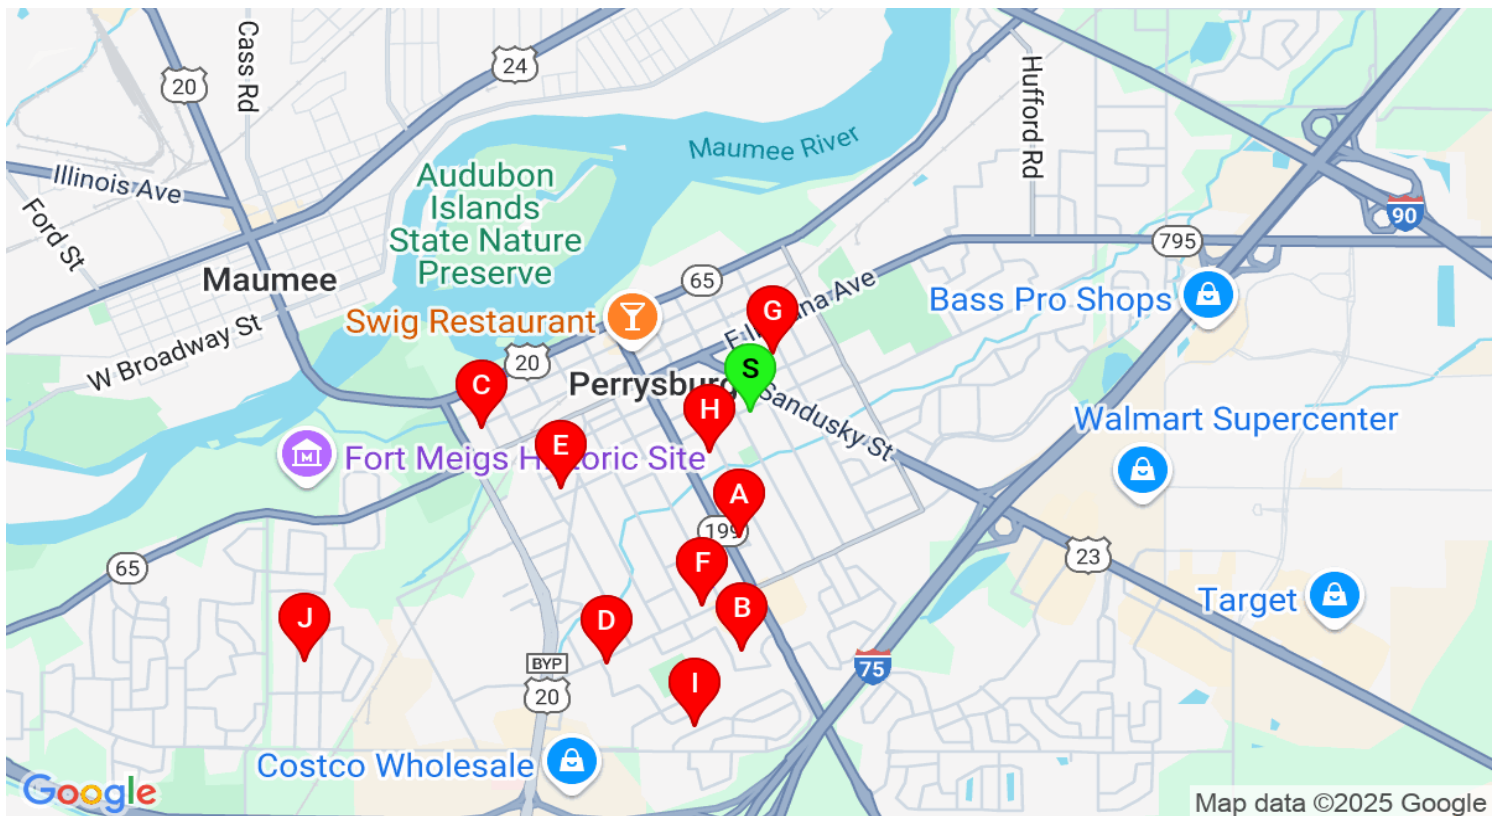 20
Cass Rd
24
Illinois Ave
Ford St
Maumee
W Broadway St
Audubon
Islands
State Nature
Preserve
Maumee River
Hufford Rd
90
795
65
Bass Pro Shops
Swig Restaurant
20
G
S
C
H
Perrysburg
Sandusky St
Walmart Supercenter
E
Fort Meigs Historic Site
A
199
23
65
F
Target
J
D
B
BYP
20
75
I
Costco Wholesale
Google
Map data ©2025 Google